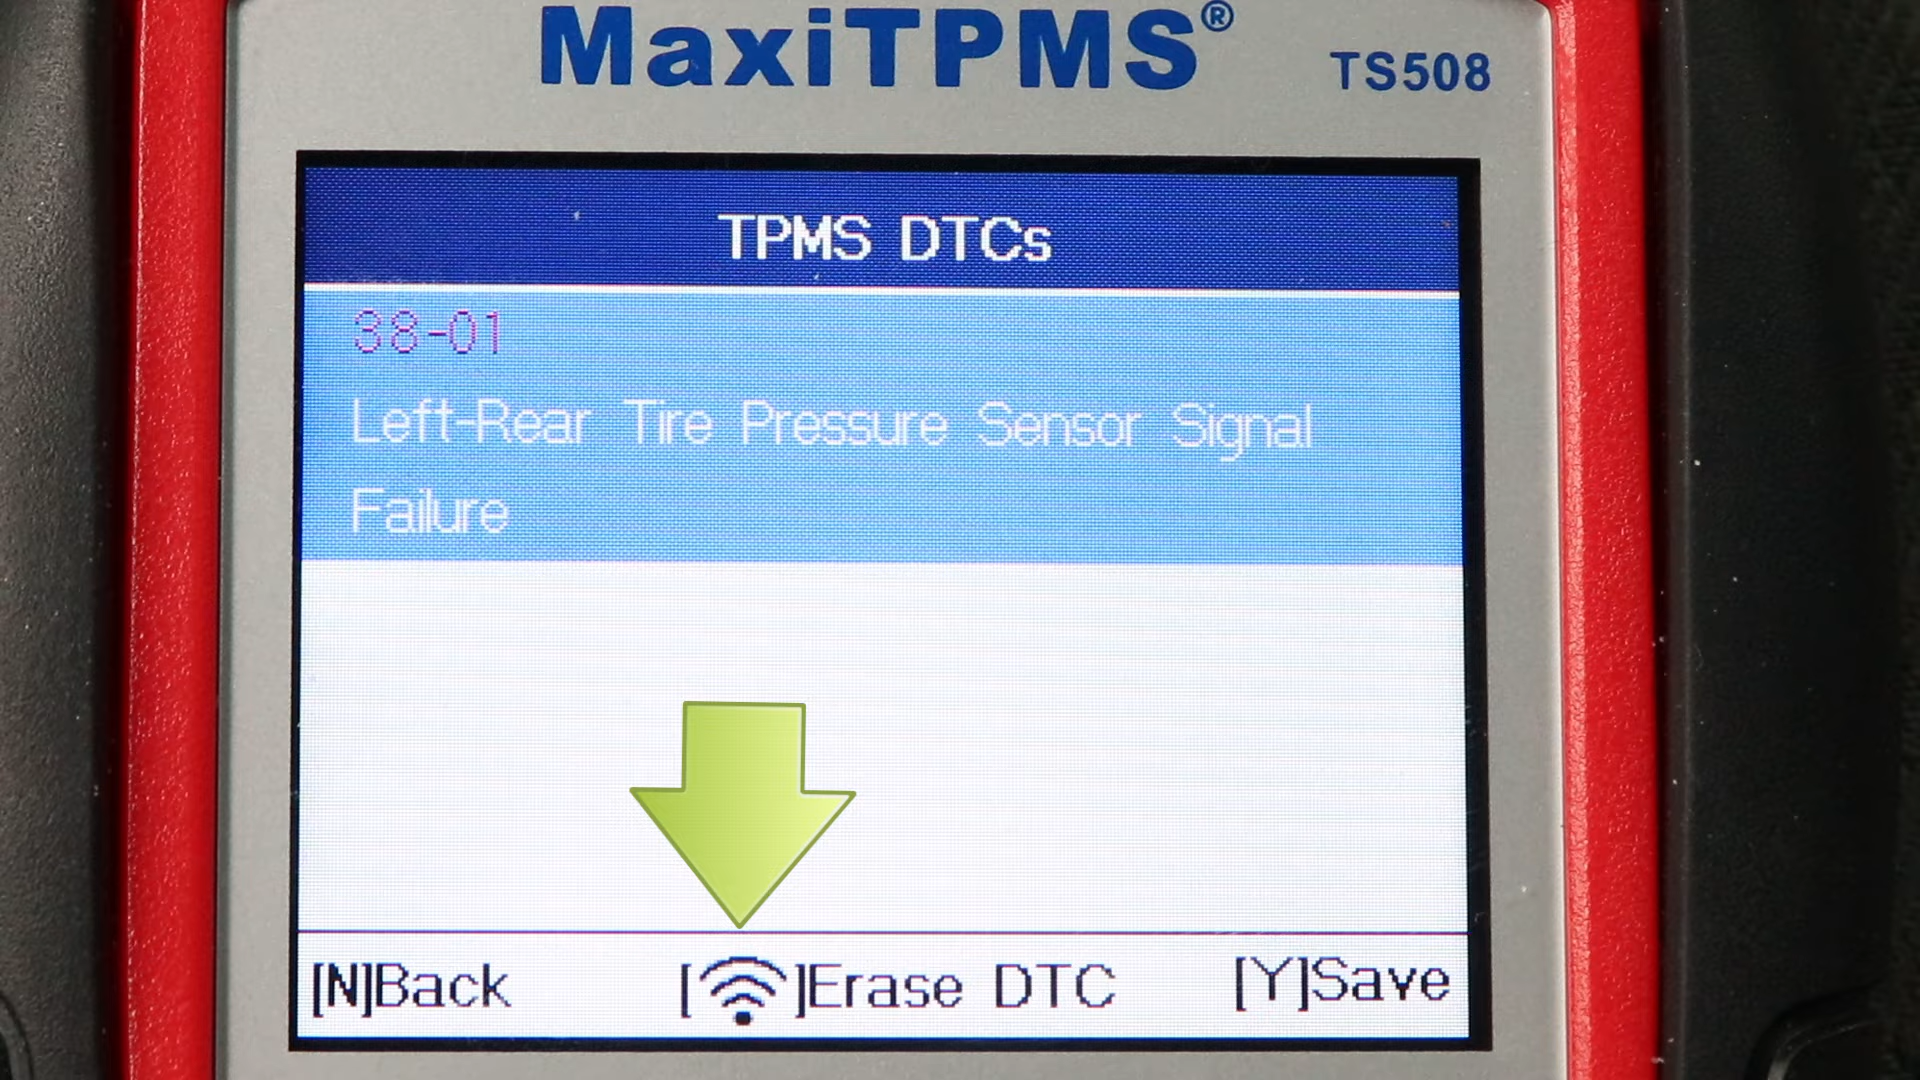 MaxiTPMS®
TS508
TPMS DTCs
38-01
Left-Rear Tire Pressure Sensor Signal
Failure
[N]Back []Erase DTC [Y]Save